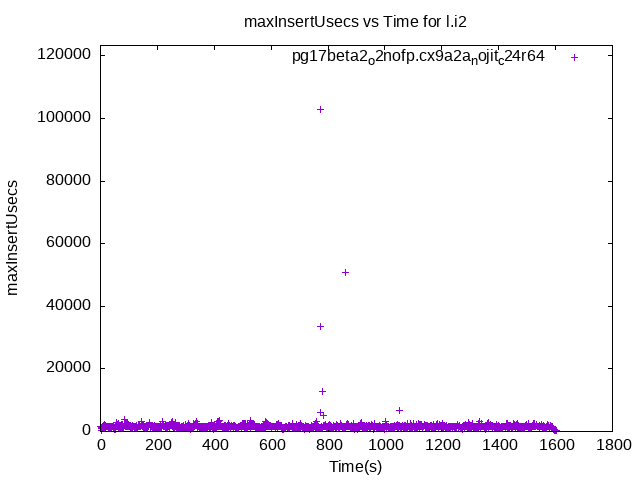 maxInsertUsecs vs Time for l.i2
pg17beta2o2nofp.cx9a2anojitc24r64
120000
100000
80000
60000
40000
20000
0
maxInsertUsecs
0 200 400 600 800 1000 1200 1400 1600 1800
Time(s)